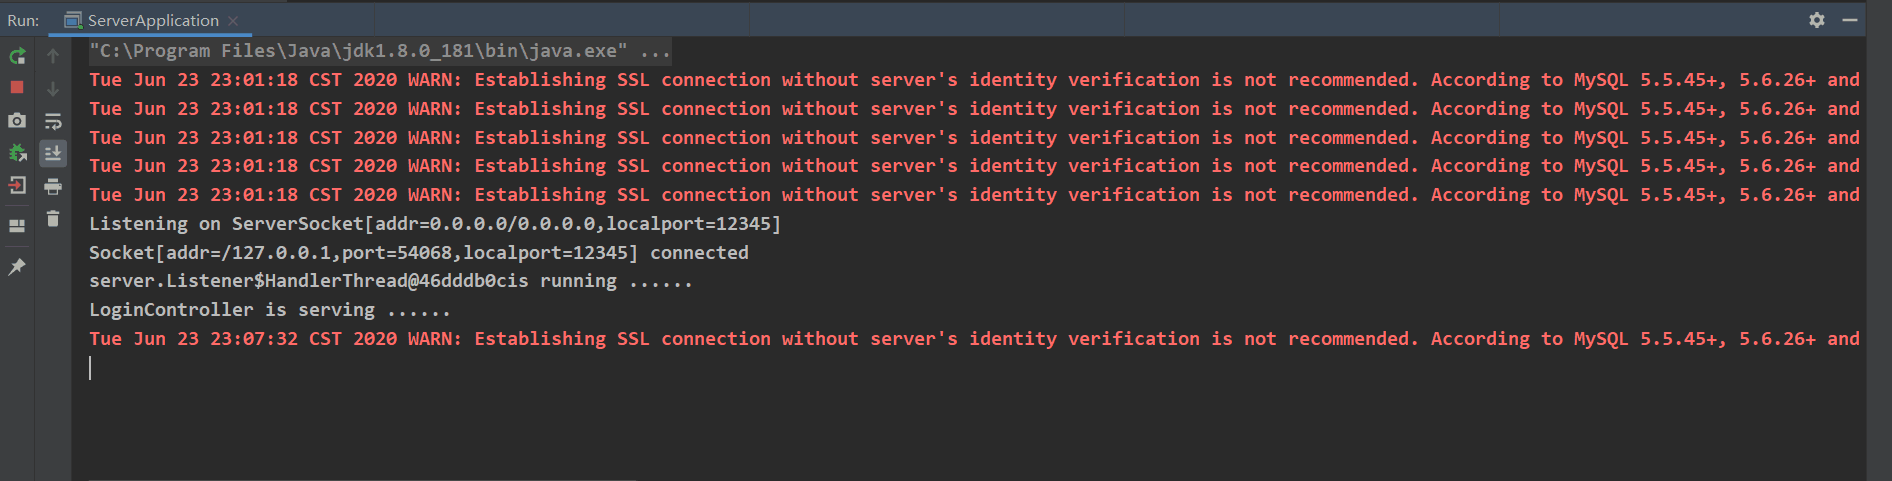 Run: ServerApplication
"C:\Program Files\Java\jdk1.8.0_181\bin\java.exe" ...
Tue Jun 23 23:01:18 CST 2020 WARN: Establishing SSL connection without server's identity verification is not recommended. According to MySQL 5.5.45+, 5.6.26+ and
Tue Jun 23 23:01:18 CST 2020 WARN: Establishing SSL connection without server's identity verification is not recommended. According to MySQL 5.5.45+, 5.6.26+ and
Tue Jun 23 23:01:18 CST 2020 WARN: Establishing SSL connection without server's identity verification is not recommended. According to MySQL 5.5.45+, 5.6.26+ and
Tue Jun 23 23:01:18 CST 2020 WARN: Establishing SSL connection without server's identity verification is not recommended. According to MySQL 5.5.45+, 5.6.26+ and
Tue Jun 23 23:01:18 CST 2020 WARN: Establishing SSL connection without server's identity verification is not recommended. According to MySQL 5.5.45+, 5.6.26+ and
Listening on ServerSocket[addr=0.0.0.0/0.0.0.0,localport=12345]
Socket[addr=/127.0.0.1,port=54068,localport=12345] connected
server.Listener$HandlerThread@46dddb0cis running ......
LoginController is serving ......
Tue Jun 23 23:07:32 CST 2020 WARN: Establishing SSL connection without server's identity verification is not recommended. According to MySQL 5.5.45+, 5.6.26+ and